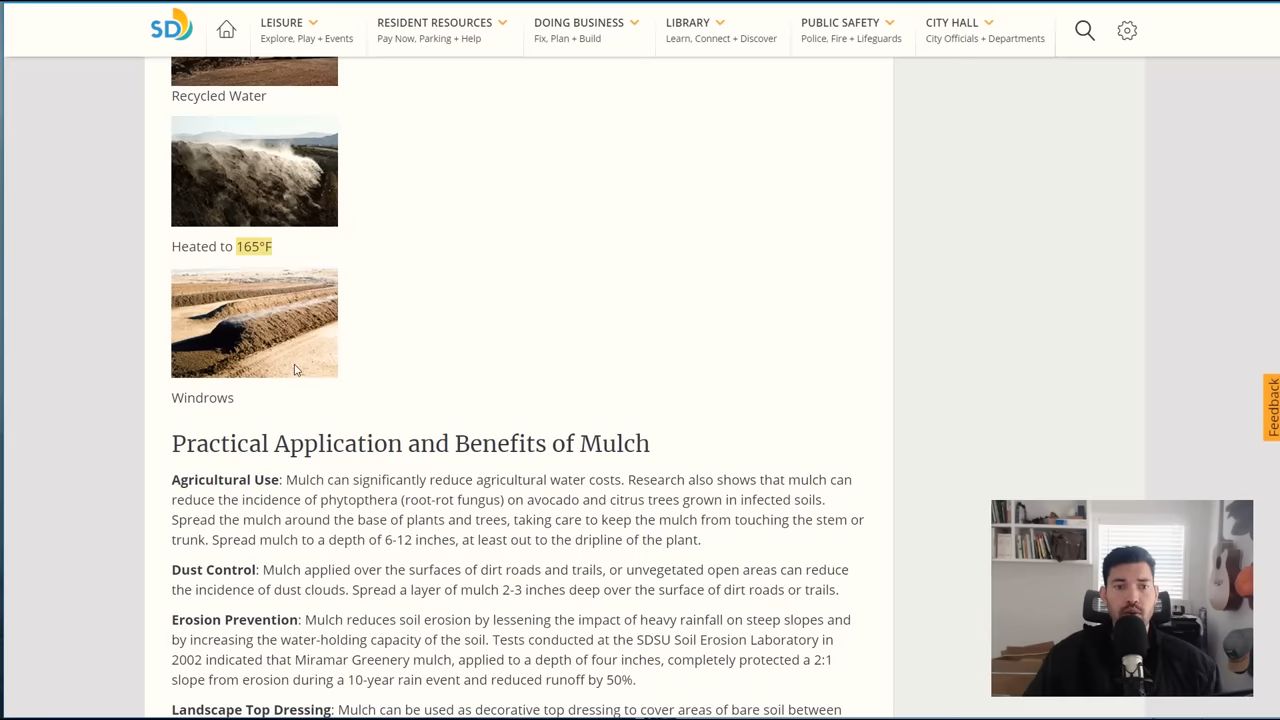 SD
LEISURE
Explore, Play + Events
RESIDENT RESOURCES
Pay Now, Parking + Help
DOING BUSINESS
Fix, Plan + Build
LIBRARY
Learn, Connect + Discover
PUBLIC SAFETY
Police, Fire + Lifeguards
CITY HALL
City Officials + Departments
Recycled Water
Heated to 165°F
Windrows
Feedback
Practical Application and Benefits of Mulch
Agricultural Use: Mulch can significantly reduce agricultural water costs. Research also shows that mulch can
reduce the incidence of phytopthera (root-rot fungus) on avocado and citrus trees grown in infected soils.
Spread the mulch around the base of plants and trees, taking care to keep the mulch from touching the stem or
trunk. Spread mulch to a depth of 6-12 inches, at least out to the dripline of the plant.
Dust Control: Mulch applied over the surfaces of dirt roads and trails, or unvegetated open areas can reduce
the incidence of dust clouds. Spread a layer of mulch 2-3 inches deep over the surface of dirt roads or trails.
Erosion Prevention: Mulch reduces soil erosion by lessening the impact of heavy rainfall on steep slopes and
by increasing the water-holding capacity of the soil. Tests conducted at the SDSU Soil Erosion Laboratory in
2002 indicated that Miramar Greenery mulch, applied to a depth of four inches, completely protected a 2:1
slope from erosion during a 10-year rain event and reduced runoff by 50%.
Landscape Top Dressing: Mulch can be used as decorative top dressing to cover areas of bare soil between